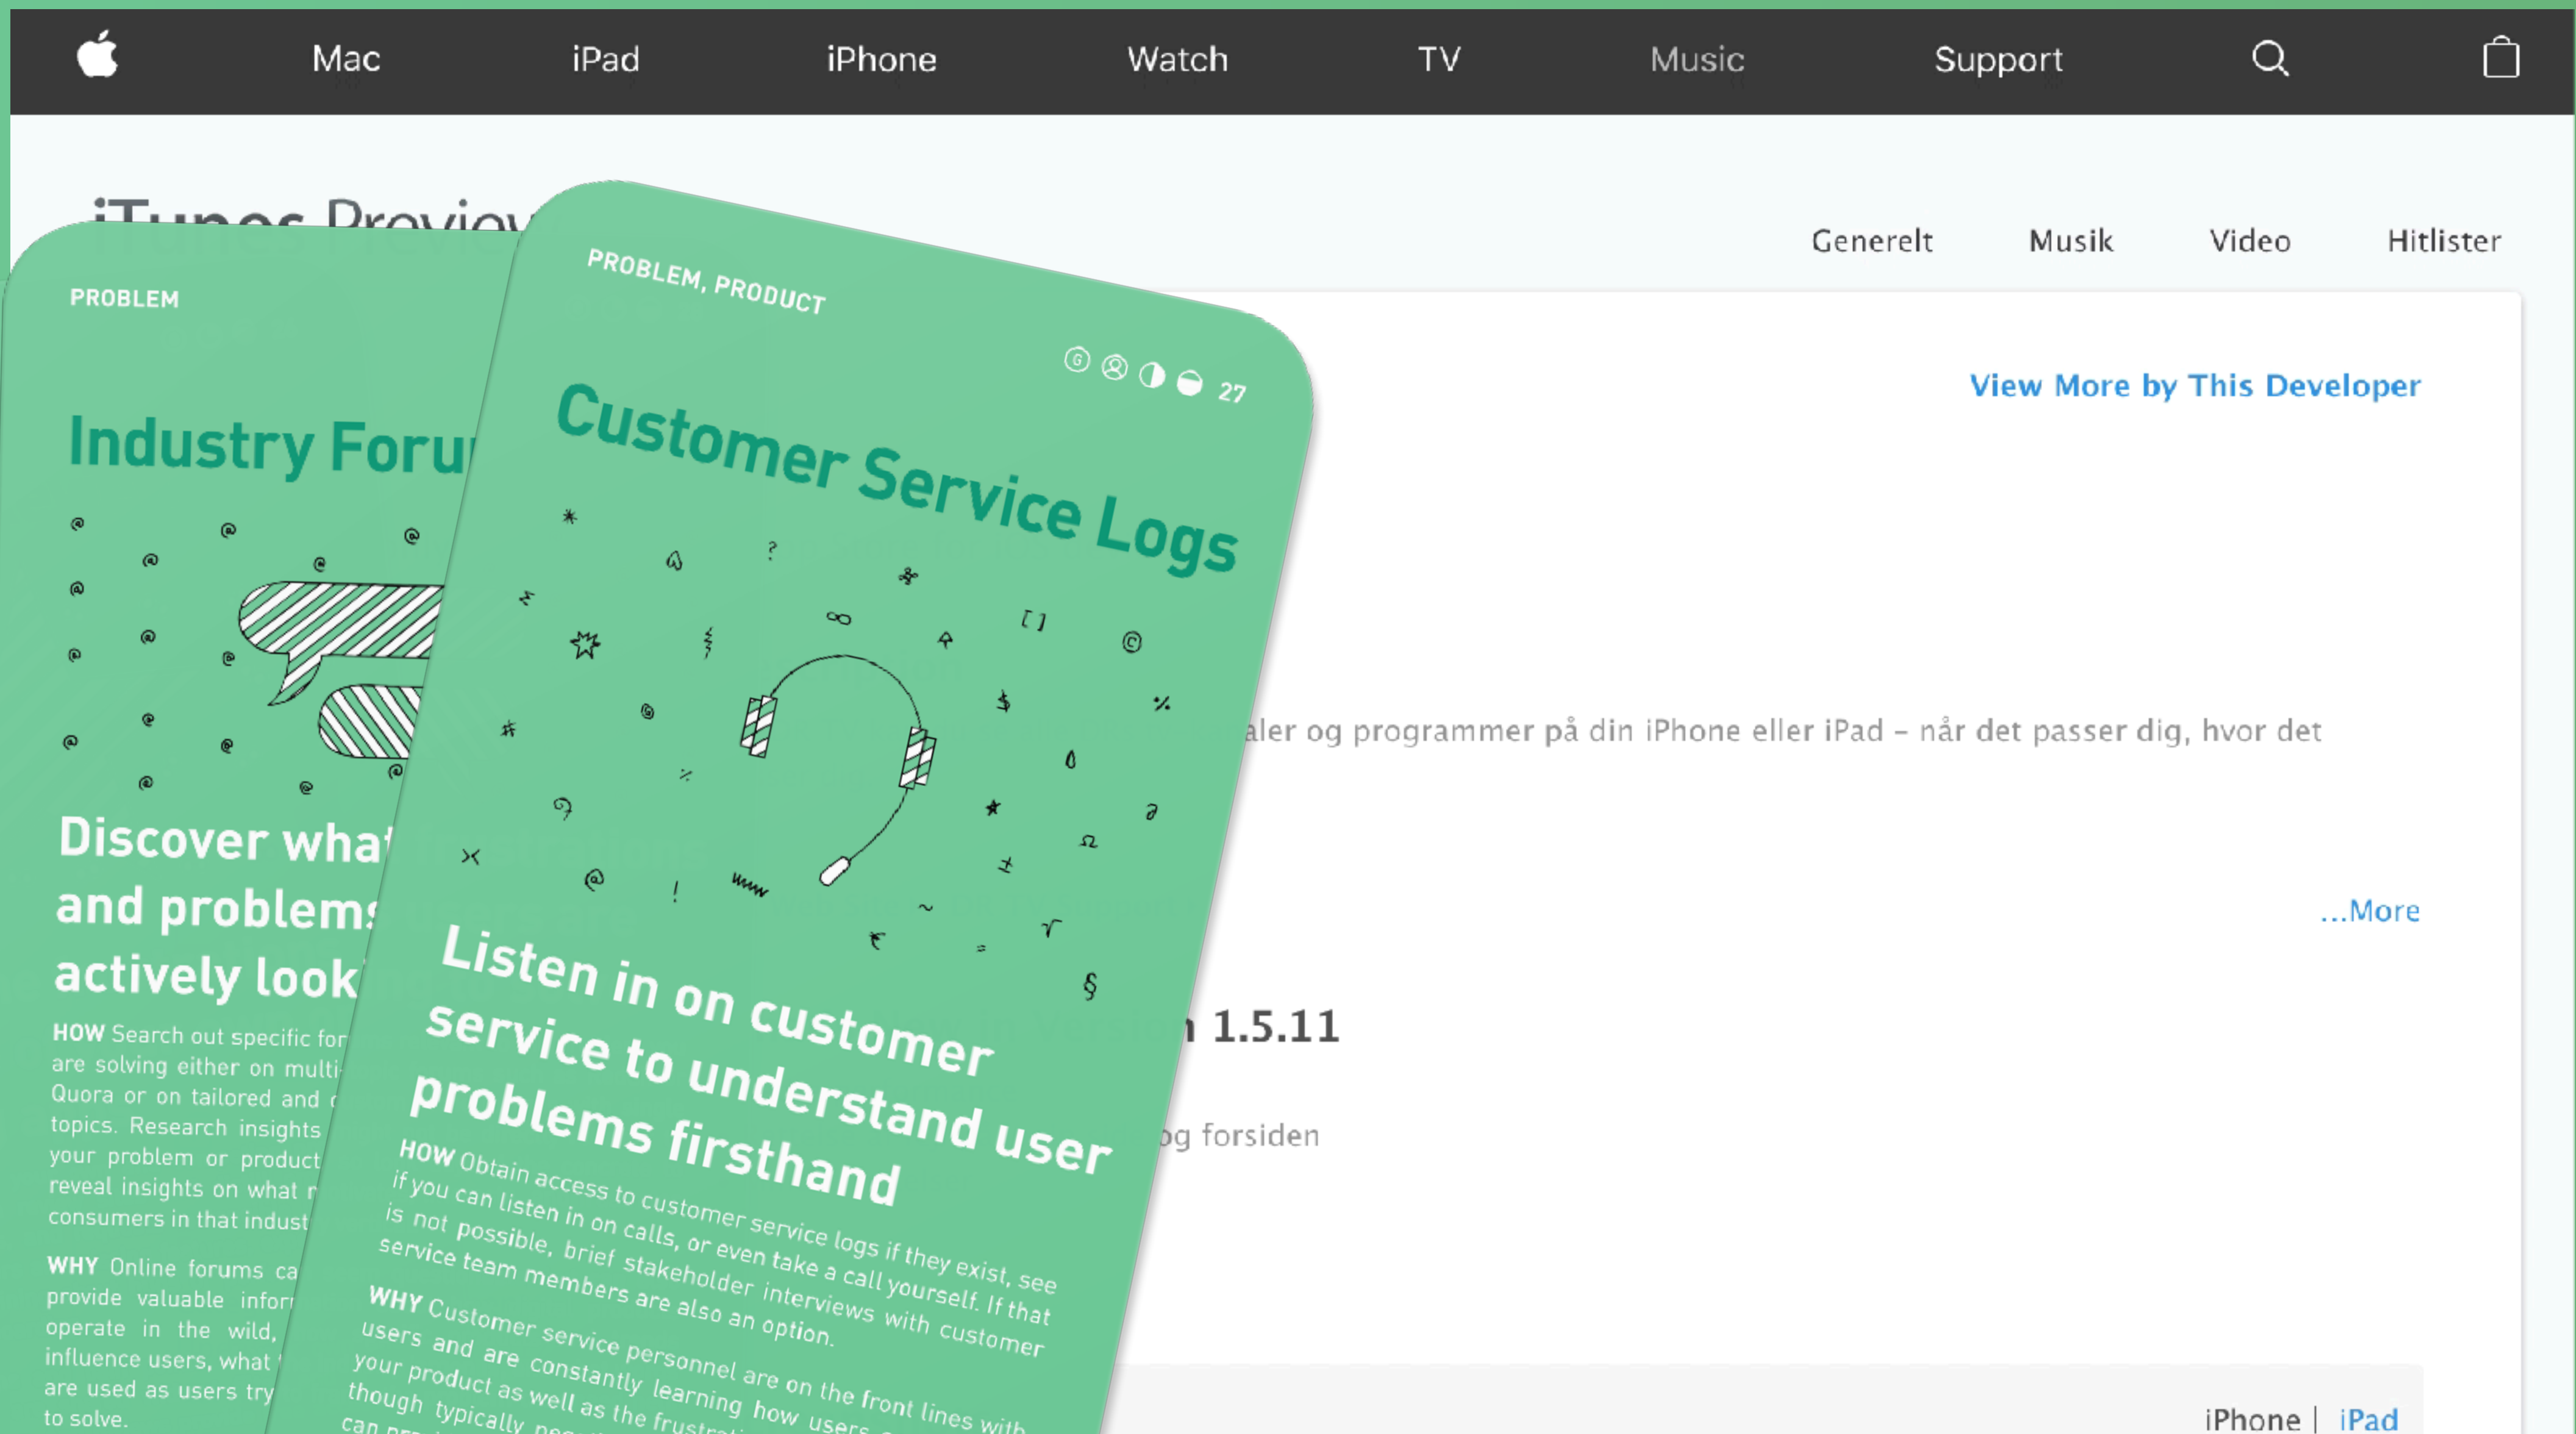 Mac iPad iPhone Watch TV Music Support
iTunes Preview
Generelt Musik Video Hitlister
View More by This Developer
aler og programmer på din iPhone eller iPad – når det passer dig, hvor det
...More
1.5.11
og forsiden
iPhone | iPad
PROBLEM
Industry
Discover what
and problems
actively look
HOW Search out specific
are solving either on multi-
Quora or on tailored and
topics. Research insights
your problem or product
reveal insights on what
consumers in that
WHY Online forums
provide valuable
operate in the wild,
influence users, what
are used as users try
to solve.
PROBLEM, PRODUCT
27
Customer Service Logs
Listen in on customer
service to understand user
problems firsthand
HOW Obtain access to customer service logs if they exist, see
if you can listen in on calls, or even take a call yourself. If that
is not possible, brief stakeholder interviews with customer
service team members are also an option.
WHY Customer service personnel are on the front lines with
users and are constantly learning how users
your product as well as the
though typically
can